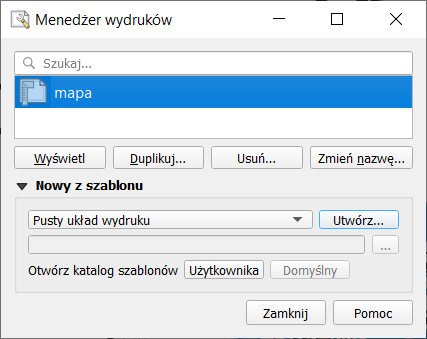 Menedżer wydruków
Szukaj...
mapa
Wyświetl Duplikuj... Usuń... Zmień nazwę...
Nowy z szablonu
Pusty układ wydruku Utwórz...
...
Otwórz katalog szablonów Użytkownika Domyślny
Zamknij Pomoc